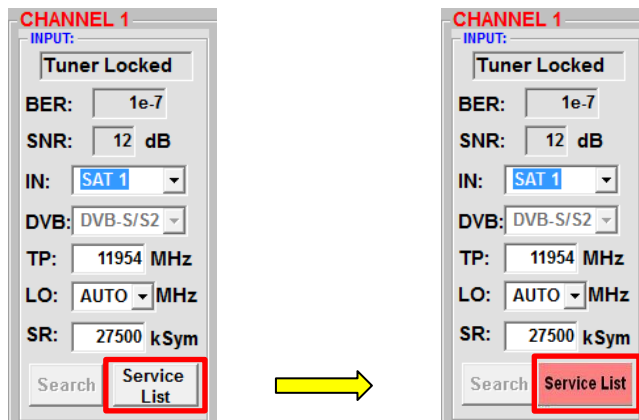 CHANNEL 1
INPUT:
Tuner Locked
BER: 1e-7
SNR: 12 dB
IN: SAT 1
DVB: DVB-S/S2
TP: 11954 MHz
LO: AUTO MHz
SR: 27500 kSym
Search Service
List
CHANNEL 1
INPUT:
Tuner Locked
BER: 1e-7
SNR: 12 dB
IN: SAT 1
DVB: DVB-S/S2
TP: 11954 MHz
LO: AUTO MHz
SR: 27500 kSym
Search Service List